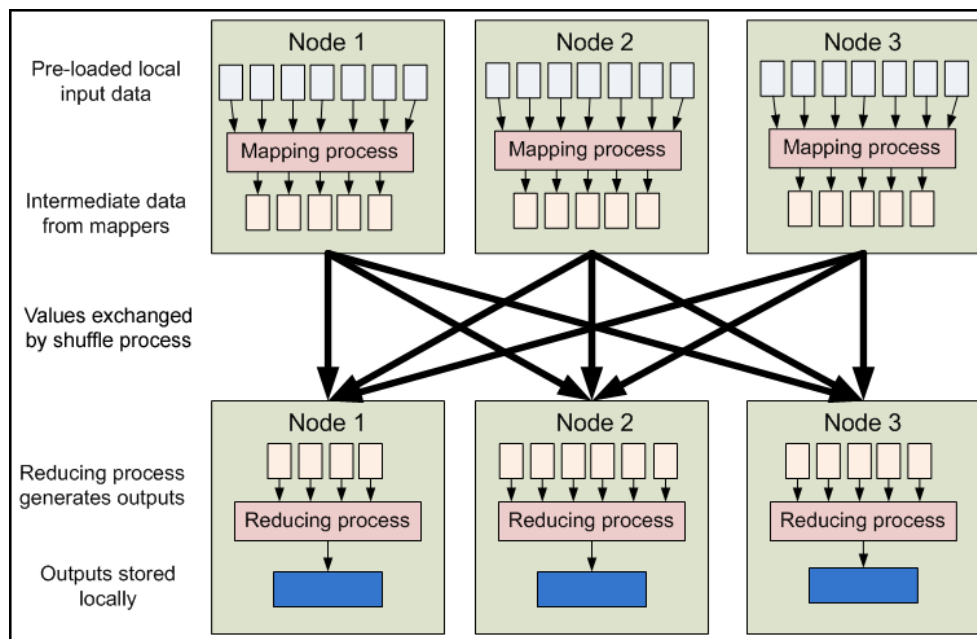 Node 1
Node 2
Node 3
Pre-loaded local
input data
Mapping process
Mapping process
Mapping process
Intermediate data
from mappers
Values exchanged
by shuffle process
Node 1
Node 2
Node 3
Reducing process
generates outputs
Reducing process
Reducing process
Reducing process
Outputs stored
locally